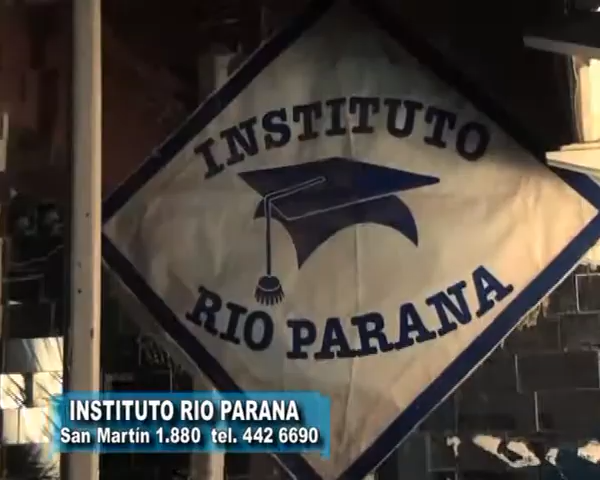 INSTITUTO
RIO PARANA
INSTITUTO RIO PARANA
San Martín 1.880 tel. 442 6690